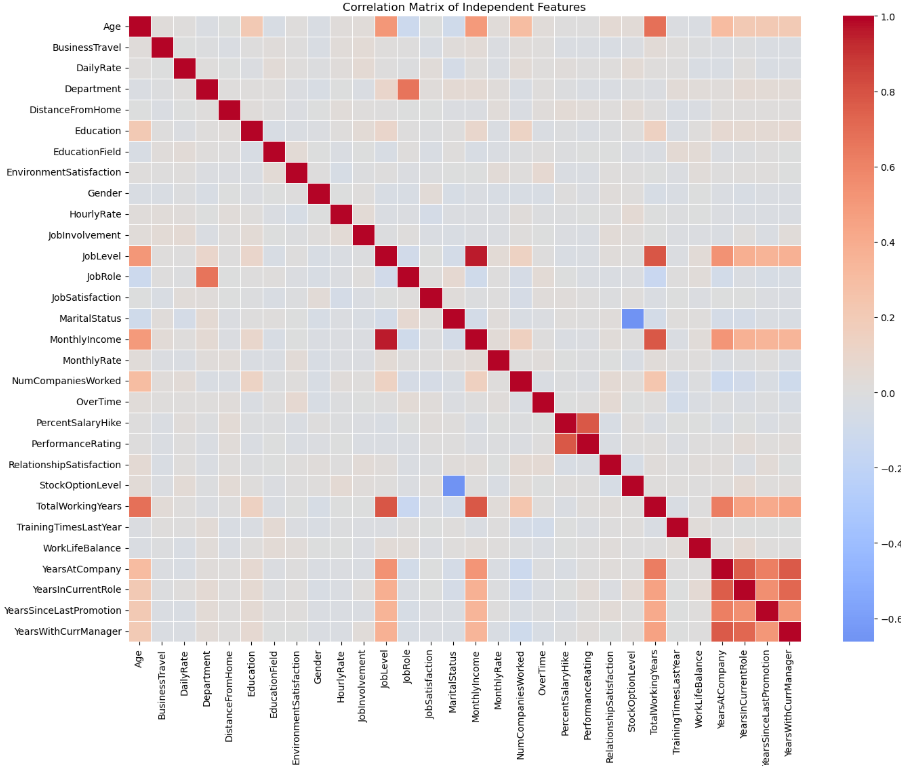 Correlation Matrix of Independent Features
Age
BusinessTravel
DailyRate
Department
DistanceFromHome
Education
EducationField
EnvironmentSatisfaction
Gender
HourlyRate
JobInvolvement
JobLevel
JobRole
JobSatisfaction
MaritalStatus
MonthlyIncome
MonthlyRate
NumCompaniesWorked
OverTime
PercentSalaryHike
PerformanceRating
RelationshipSatisfaction
StockOptionLevel
TotalWorkingYears
TrainingTimesLastYear
WorkLifeBalance
YearsAtCompany
YearsInCurrentRole
YearsSinceLastPromotion
YearsWithCurrManager
Age
BusinessTravel
DailyRate
Department
DistanceFromHome
Education
EducationField
EnvironmentSatisfaction
Gender
HourlyRate
JobInvolvement
JobLevel
JobRole
JobSatisfaction
MaritalStatus
MonthlyIncome
MonthlyRate
NumCompaniesWorked
OverTime
PercentSalaryHike
PerformanceRating
RelationshipSatisfaction
StockOptionLevel
TotalWorkingYears
TrainingTimesLastYear
WorkLifeBalance
YearsAtCompany
YearsInCurrentRole
YearsSinceLastPromotion
YearsWithCurrManager
1.0
0.8
0.6
0.4
0.2
0.0
−0.2
−0.4
−0.6